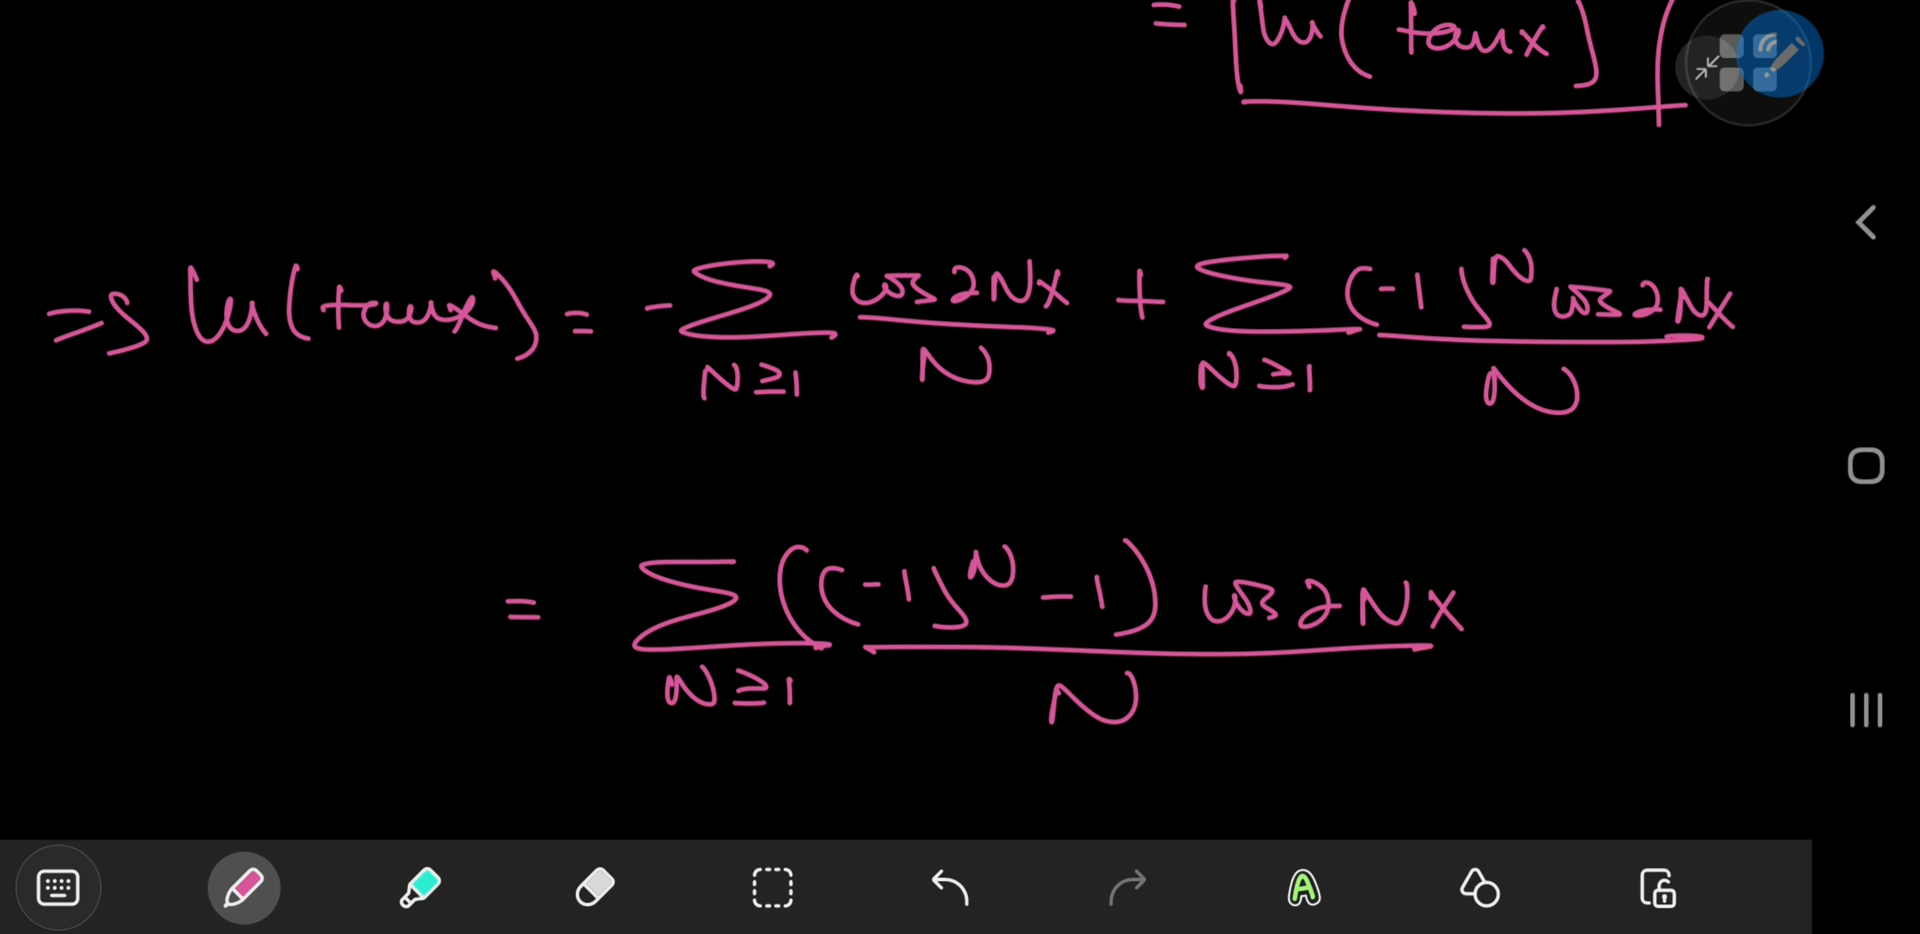 = ln(tanx)
=> ln(tanx) = - ∑_{N≥1} cos2Nx/N + ∑_{N≥1} (-1)^N cos2Nx/N
= ∑_{N≥1} ((-1)^N - 1) cos2Nx/N
A